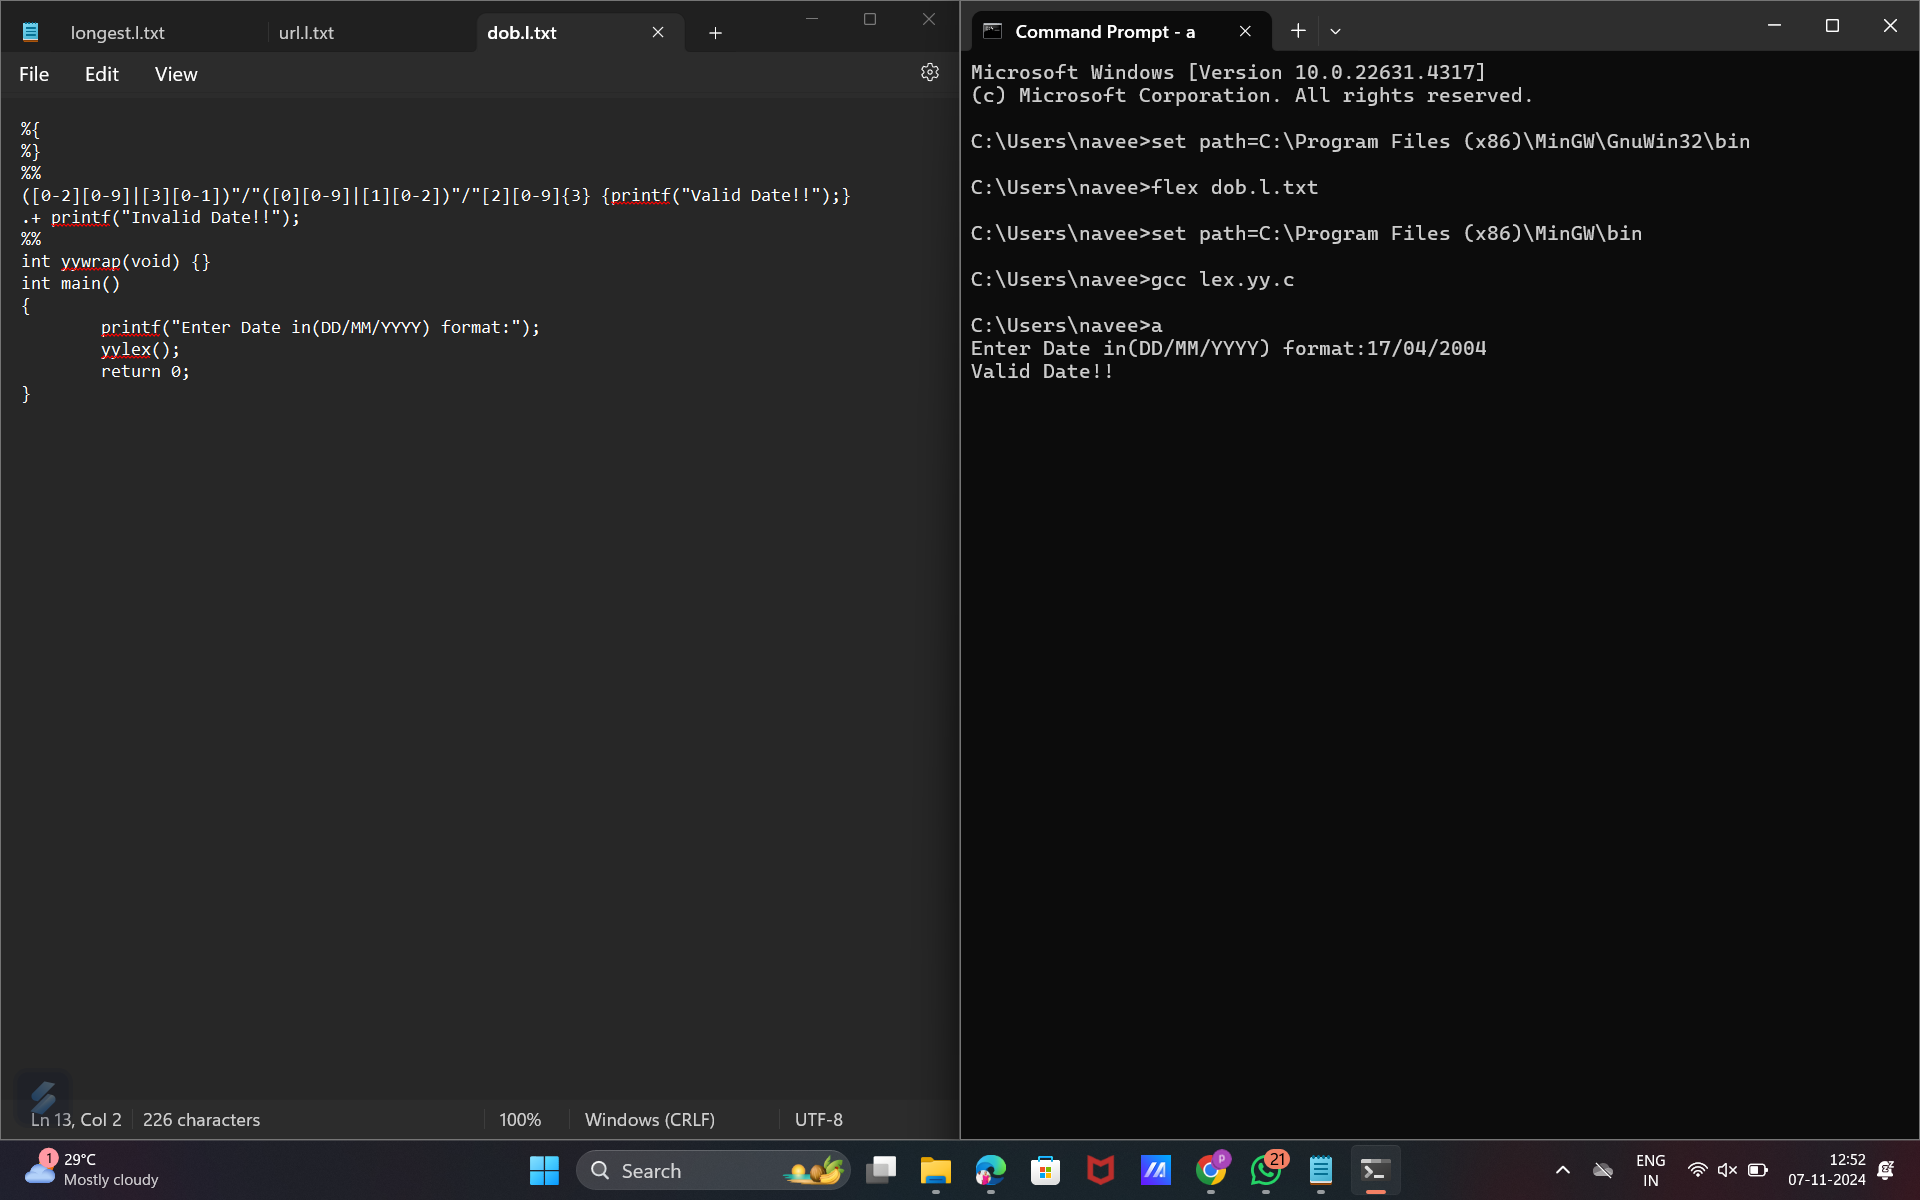 longest.l.txt
url.l.txt
dob.l.txt
File Edit View
%{
%}
%%
([0-2][0-9]|[3][0-1])"/"([0][0-9]|[1][0-2])"/"[2][0-9]{3} {printf("Valid Date!!");}
.+ printf("Invalid Date!!");
%%
int yywrap(void) {}
int main()
{
printf("Enter Date in(DD/MM/YYYY) format:");
yylex();
return 0;
}
Ln 13, Col 2 226 characters 100% Windows (CRLF) UTF-8
Command Prompt - a
Microsoft Windows [Version 10.0.22631.4317]
(c) Microsoft Corporation. All rights reserved.
C:\Users\navee>set path=C:\Program Files (x86)\MinGW\GnuWin32\bin
C:\Users\navee>flex dob.l.txt
C:\Users\navee>set path=C:\Program Files (x86)\MinGW\bin
C:\Users\navee>gcc lex.yy.c
C:\Users\navee>a
Enter Date in(DD/MM/YYYY) format:17/04/2004
Valid Date!!
1
29°C
Mostly cloudy
Search
P
21
ENG
IN
12:52
07-11-2024